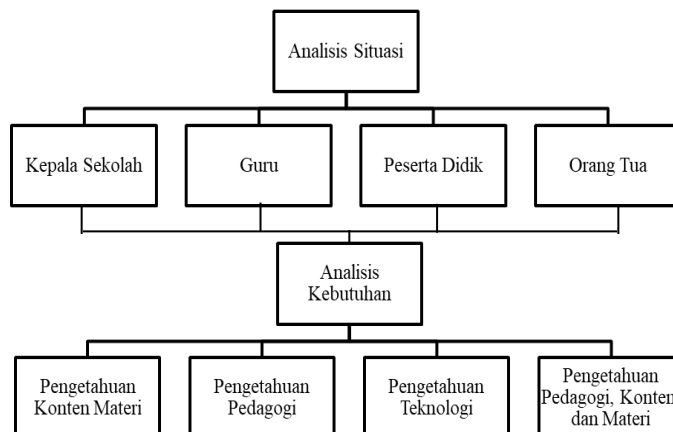 Analisis Situasi
Kepala Sekolah
Guru
Peserta Didik
Orang Tua
Analisis
Kebutuhan
Pengetahuan
Konten Materi
Pengetahuan
Pedagogi
Pengetahuan
Teknologi
Pengetahuan
Pedagogi, Konten
dan Materi